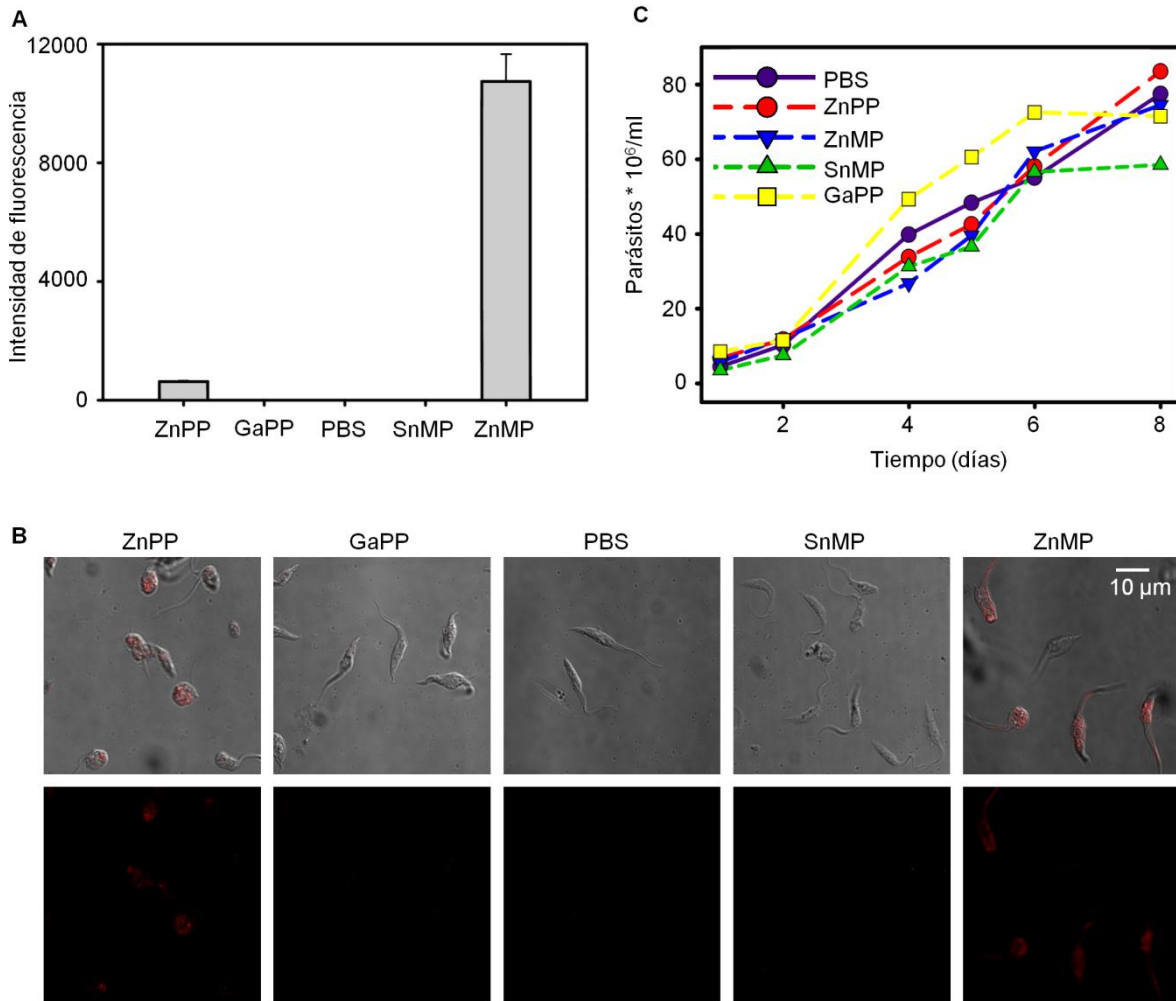 A
Intensidad de fluorescencia
12000
8000
4000
0
ZnPP GaPP PBS SnMP ZnMP
C
Parásitos * 10⁶/ml
80
60
40
20
0
PBS
ZnPP
ZnMP
SnMP
GaPP
2 4 6 8
Tiempo (días)
B
ZnPP GaPP PBS SnMP ZnMP
10 µm